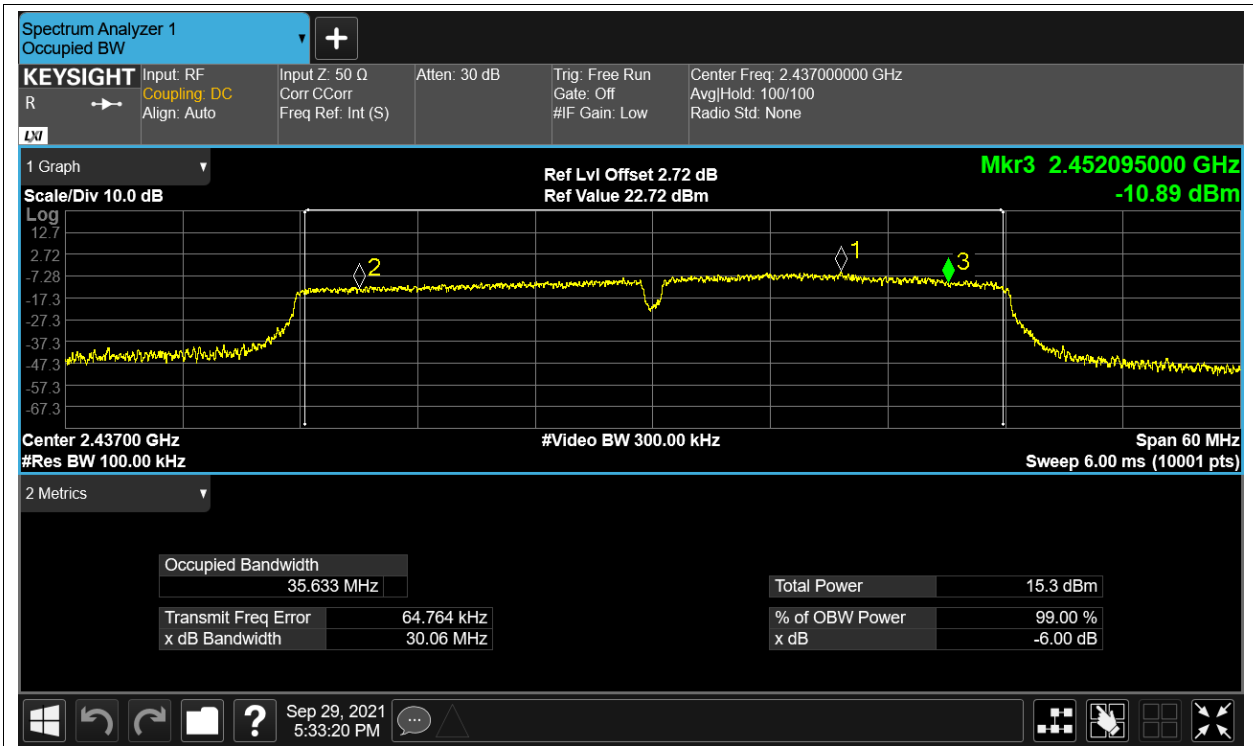 Spectrum Analyzer 1
Occupied BW
KEYSIGHT
R
LXI
Input: RF
Coupling: DC
Align: Auto
Input Z: 50 Ω
Corr CCorr
Freq Ref: Int (S)
Atten: 30 dB
Trig: Free Run
Gate: Off
#IF Gain: Low
Center Freq: 2.437000000 GHz
Avg|Hold: 100/100
Radio Std: None
1 Graph
Scale/Div 10.0 dB
Ref Lvl Offset 2.72 dB
Ref Value 22.72 dBm
Mkr3 2.452095000 GHz
-10.89 dBm
Log
12.7
2.72
-7.28
-17.3
-27.3
-37.3
-47.3
-57.3
-67.3
2
1
3
Center 2.43700 GHz
#Video BW 300.00 kHz
Span 60 MHz
#Res BW 100.00 kHz
Sweep 6.00 ms (10001 pts)
2 Metrics
Occupied Bandwidth
35.633 MHz
Transmit Freq Error 64.764 kHz
x dB Bandwidth 30.06 MHz
Total Power 15.3 dBm
% of OBW Power 99.00 %
x dB -6.00 dB
?
Sep 29, 2021
5:33:20 PM